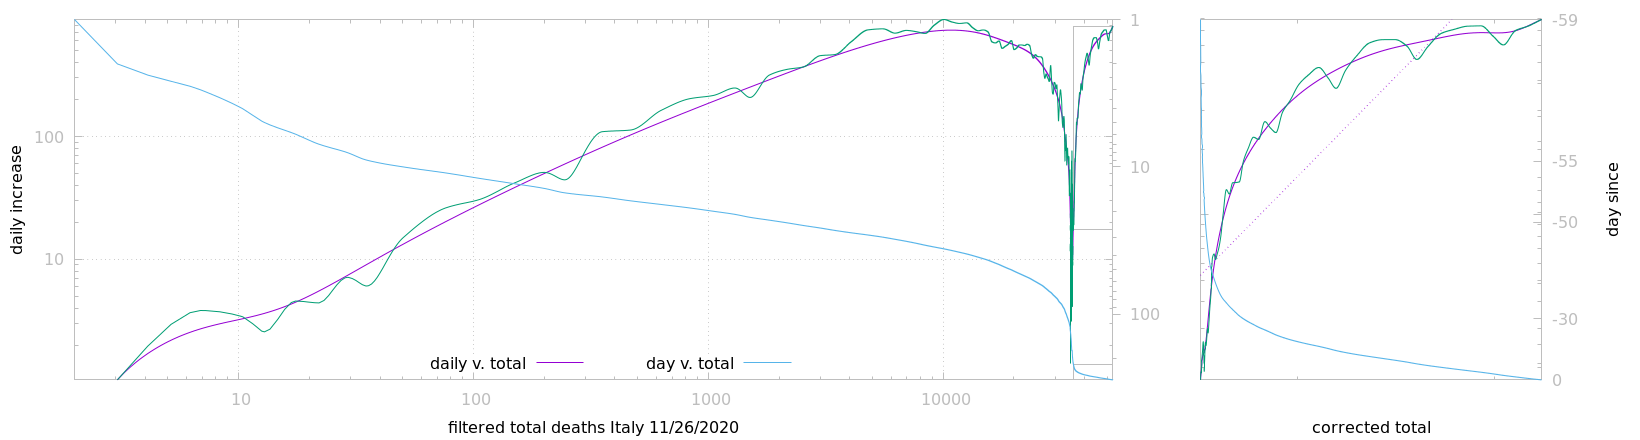 1
-59
100
10
-55
daily increase
day since
-50
10
100
-30
daily v. total
day v. total
0
10
100
1000
10000
filtered total deaths Italy 11/26/2020
corrected total